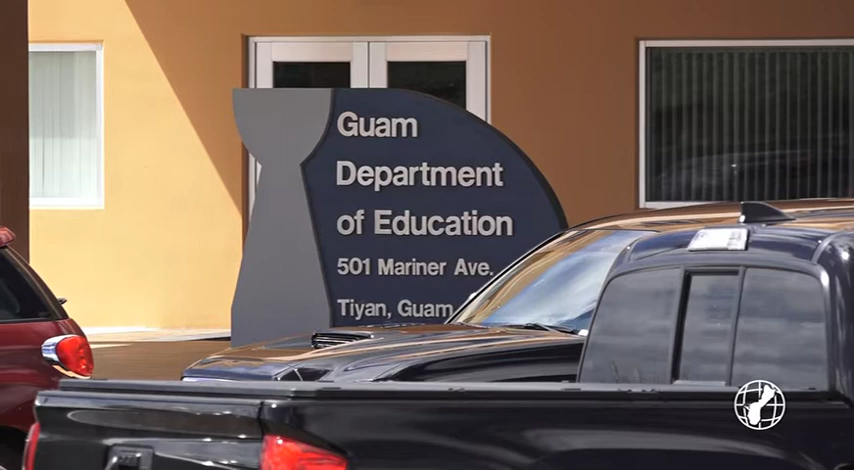 Guam
Department
of Education
501 Mariner Ave.
Tiyan, Guam